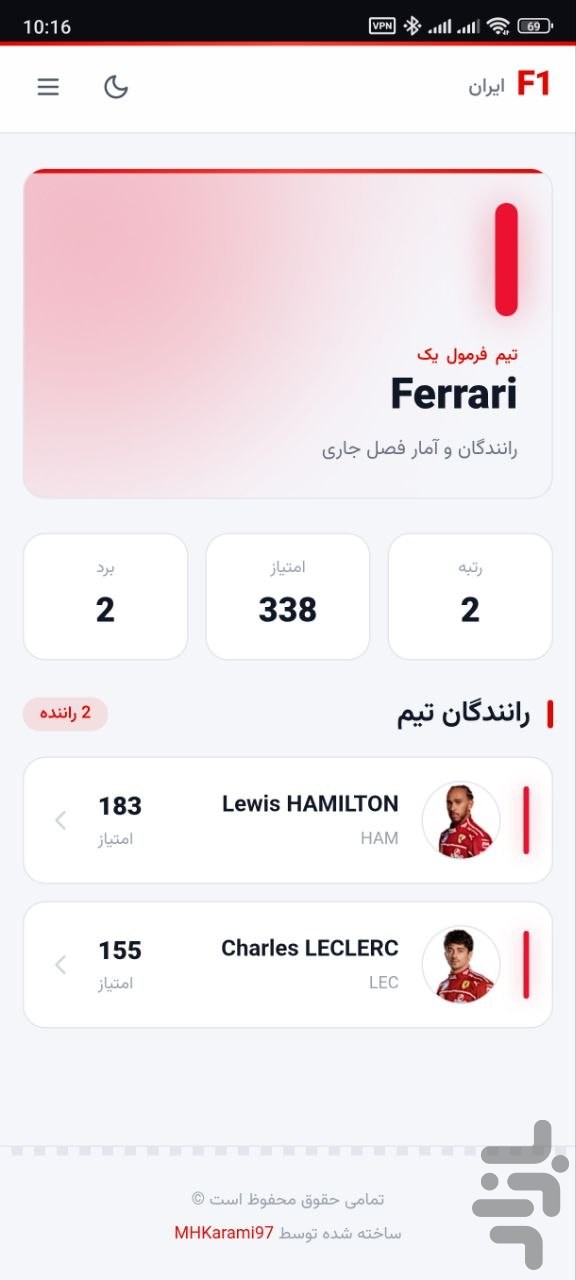 10:16
VPN
69
F1 ایران
تیم فرمول یک
Ferrari
رانندگان و آمار فصل جاری
رتبه
2
امتیاز
338
برد
2
رانندگان تیم
2 راننده
Lewis HAMILTON
HAM
183
امتیاز
Charles LECLERC
LEC
155
امتیاز
تمامی حقوق محفوظ است ©
ساخته شده توسط MHKarami97